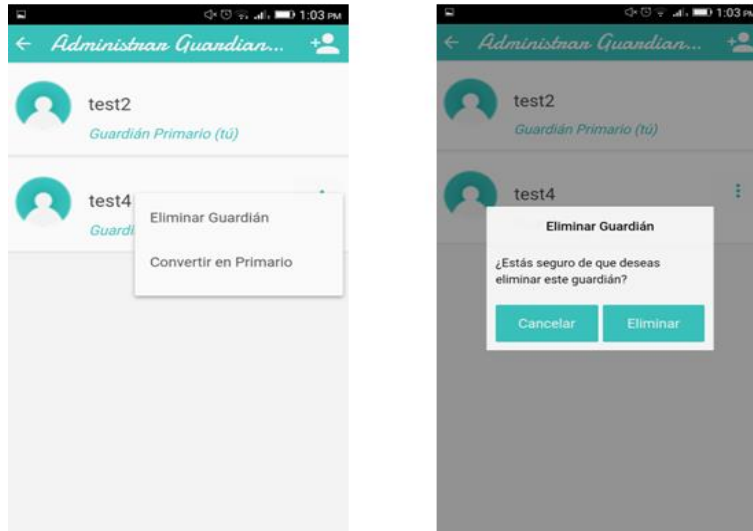 1:03 PM
Administrar Guardian...
test2
Guardián Primario (tú)
test4
Guardi
Eliminar Guardián
Convertir en Primario
1:03 PM
Administrar Guardian...
test2
Guardián Primario (tú)
test4
Eliminar Guardián
¿Estás seguro de que deseas
eliminar este guardián?
Cancelar
Eliminar